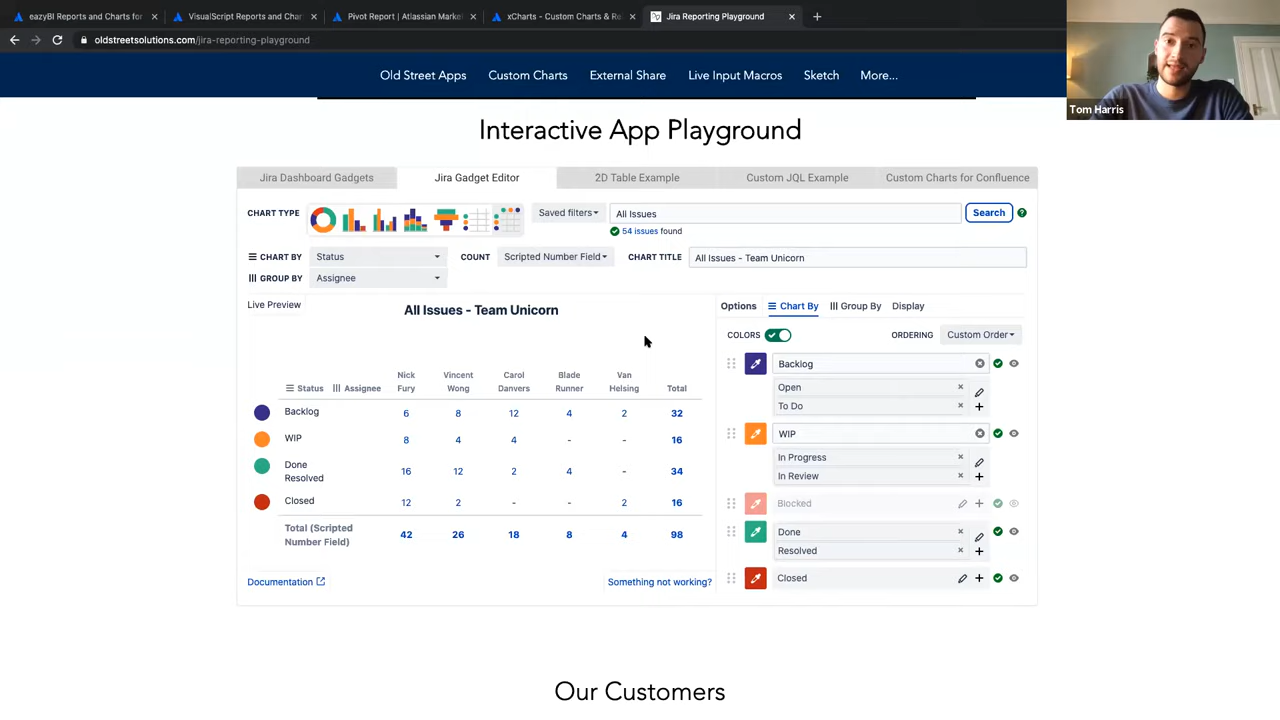 eazyBI Reports and Charts for
VisualScript Reports and Char
Pivot Report | Atlassian Market
xCharts - Custom Charts & Re
Jira Reporting Playground
oldstreetsolutions.com/jira-reporting-playground
Old Street Apps Custom Charts External Share Live Input Macros Sketch More...
Tom Harris
Interactive App Playground
Jira Dashboard Gadgets Jira Gadget Editor 2D Table Example Custom JQL Example Custom Charts for Confluence
CHART TYPE Saved filters All Issues Search ?
54 issues found
CHART BY Status COUNT Scripted Number Field CHART TITLE All Issues - Team Unicorn
GROUP BY Assignee
Live Preview
All Issues - Team Unicorn
Status Assignee Nick Fury Vincent Wong Carol Danvers Blade Runner Van Helsing Total
Backlog 6 8 12 4 2 32
WIP 8 4 4 - - 16
Done
Resolved 16 12 2 4 - 34
Closed 12 2 - - 2 16
Total (Scripted
Number Field) 42 26 18 8 4 98
Documentation Something not working?
Options Chart By Group By Display
COLORS ORDERING Custom Order
Backlog
Open
To Do
WIP
In Progress
In Review
Blocked
Done
Resolved
Closed
Our Customers